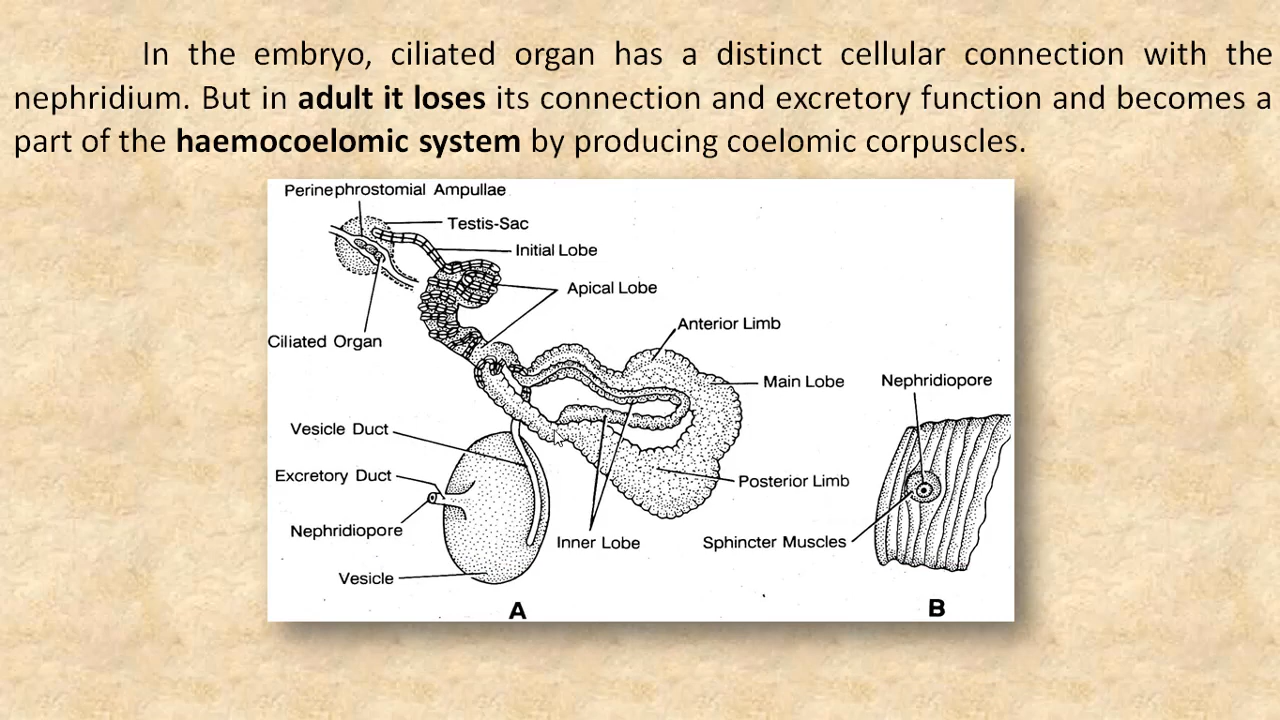 In the embryo, ciliated organ has a distinct cellular connection with the
nephridium. But in adult it loses its connection and excretory function and becomes a
part of the haemocoelomic system by producing coelomic corpuscles.
Perinephrostomial Ampullae
Testis-Sac
Initial Lobe
Apical Lobe
Anterior Limb
Ciliated Organ
Main Lobe
Nephridiopore
Vesicle Duct
Excretory Duct
Posterior Limb
Nephridiopore
Inner Lobe
Sphincter Muscles
Vesicle
A
B